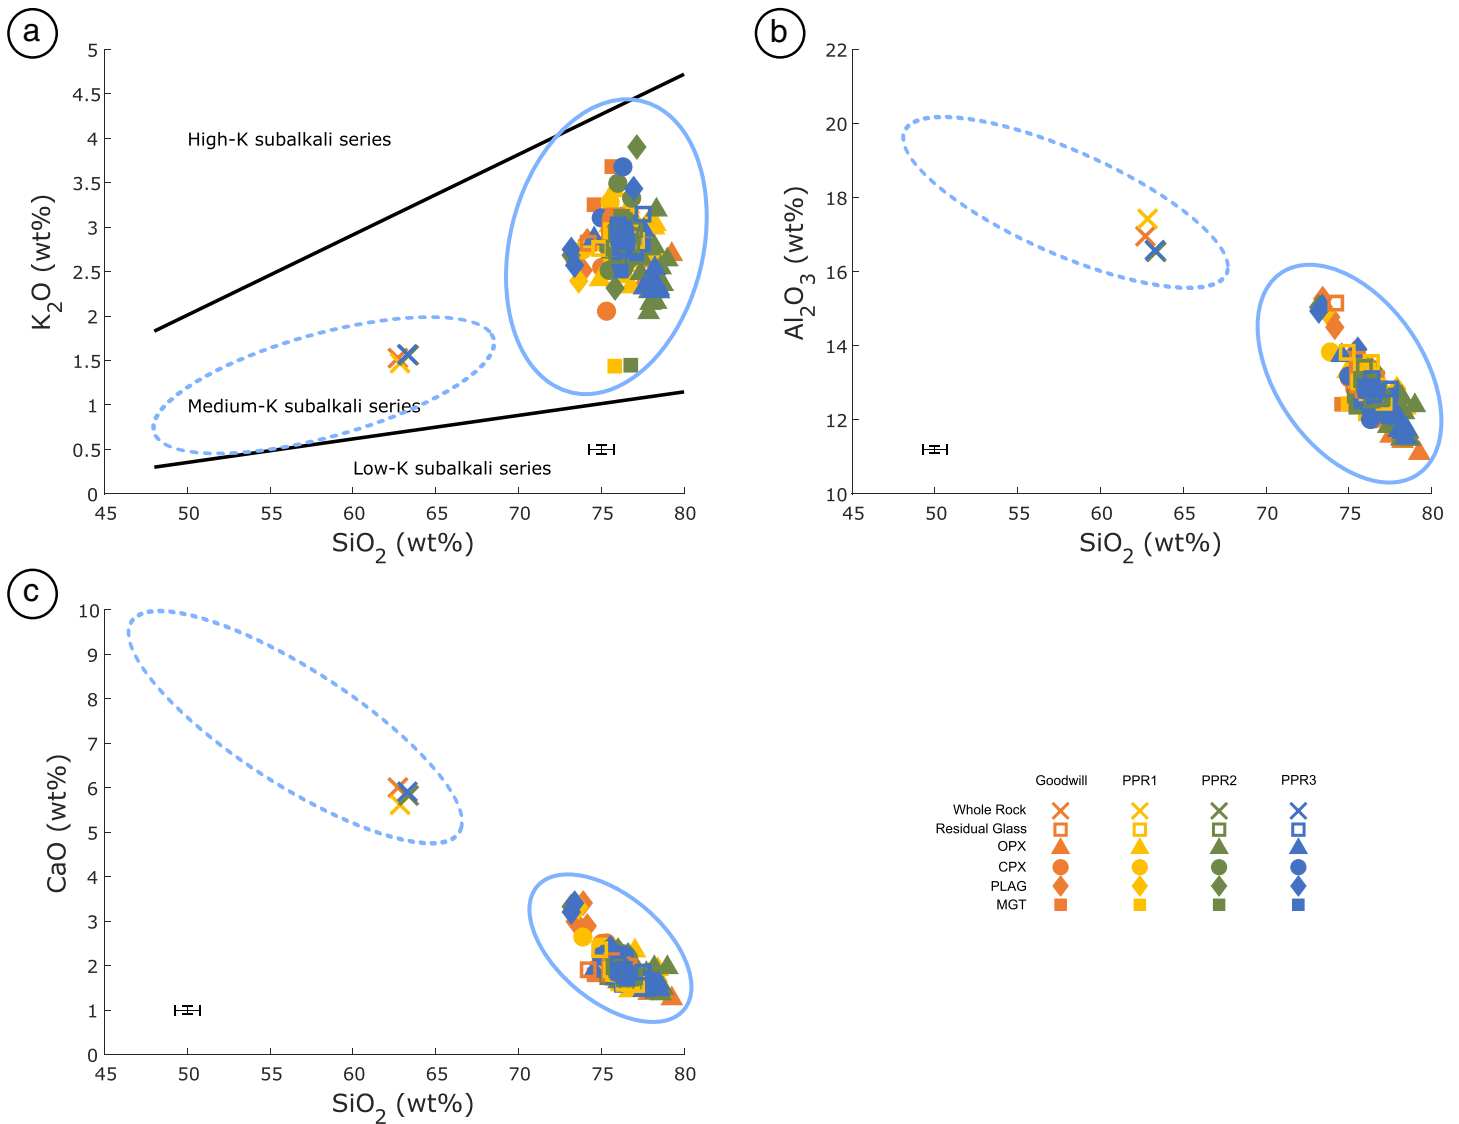 a
5
4.5
4
3.5
3
2.5
2
1.5
1
0.5
0
K2O (wt%)
High-K subalkali series
Medium-K subalkali series
Low-K subalkali series
45 50 55 60 65 70 75 80
SiO2 (wt%)
b
22
20
18
16
14
12
10
Al2O3 (wt%)
45 50 55 60 65 70 75 80
SiO2 (wt%)
c
10
9
8
7
6
5
4
3
2
1
0
CaO (wt%)
45 50 55 60 65 70 75 80
SiO2 (wt%)
Goodwill PPR1 PPR2 PPR3
Whole Rock
Residual Glass
OPX
CPX
PLAG
MGT